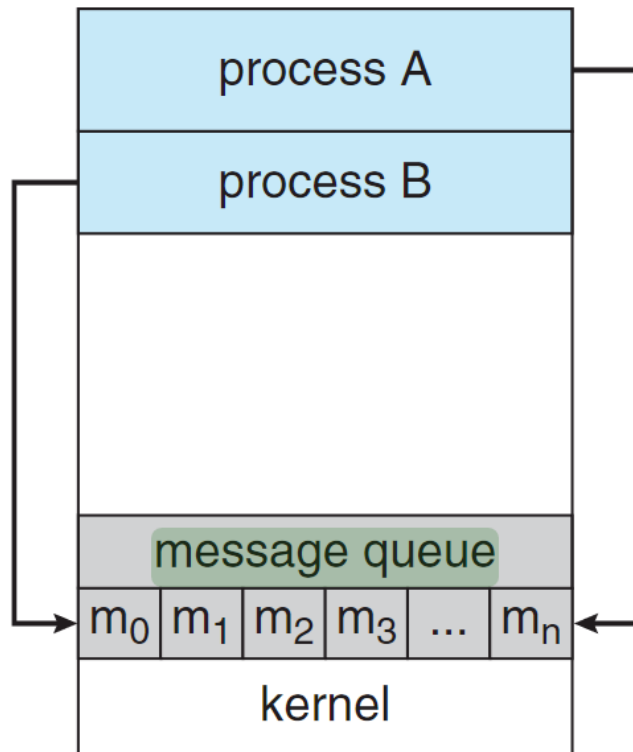 process A
process B
message queue
m₀ m₁ m₂ m₃ ... mₙ
kernel